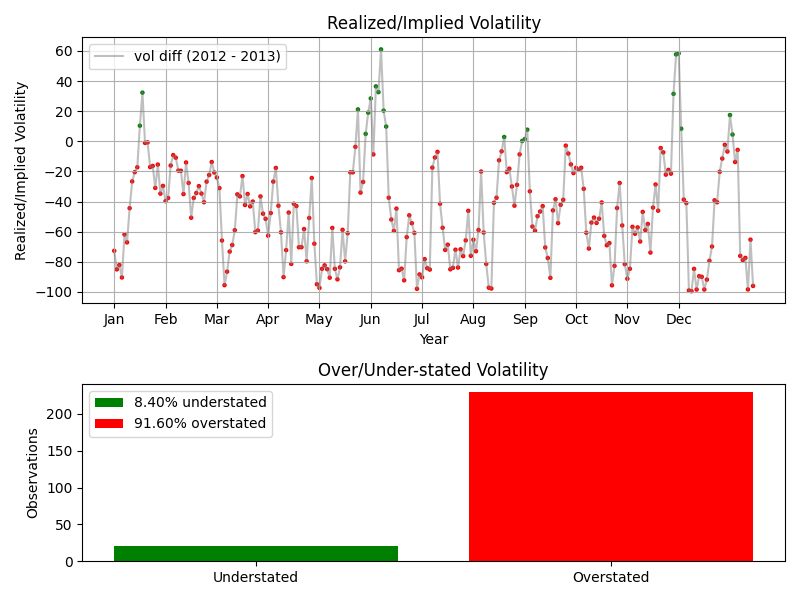 Realized/Implied Volatility
vol diff (2012 - 2013)
Realized/Implied Volatility
60
40
20
0
−20
−40
−60
−80
−100
Jan Feb Mar Apr May Jun Jul Aug Sep Oct Nov Dec
Year
Over/Under-stated Volatility
8.40% understated
91.60% overstated
Observations
200
150
100
50
0
Understated Overstated